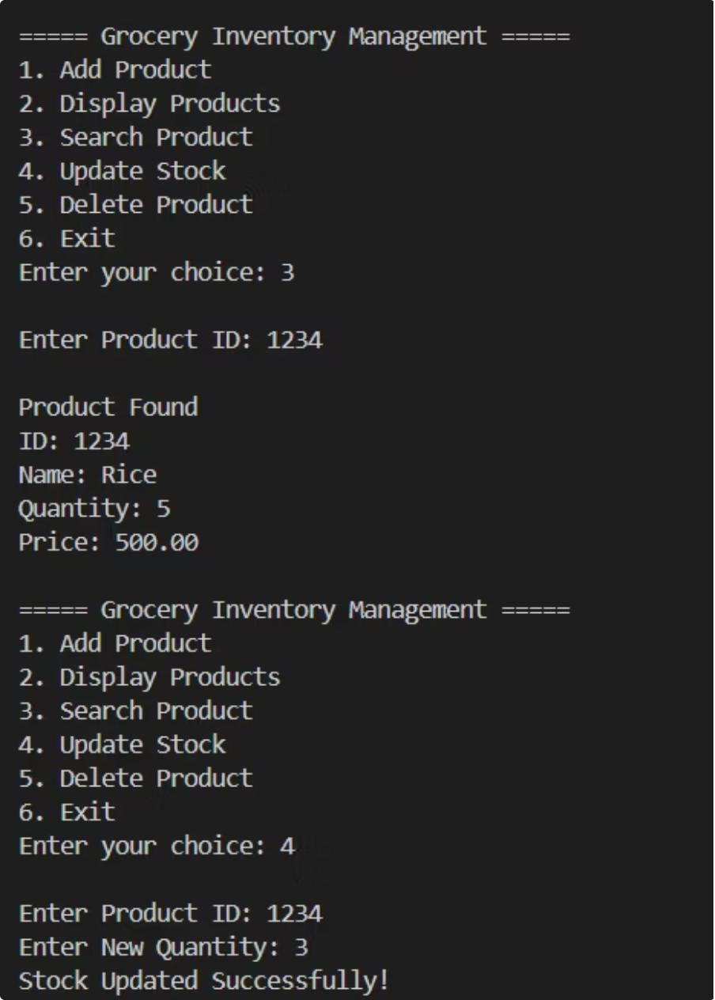 ===== Grocery Inventory Management =====
1. Add Product
2. Display Products
3. Search Product
4. Update Stock
5. Delete Product
6. Exit
Enter your choice: 3
Enter Product ID: 1234
Product Found
ID: 1234
Name: Rice
Quantity: 5
Price: 500.00
===== Grocery Inventory Management =====
1. Add Product
2. Display Products
3. Search Product
4. Update Stock
5. Delete Product
6. Exit
Enter your choice: 4
Enter Product ID: 1234
Enter New Quantity: 3
Stock Updated Successfully!